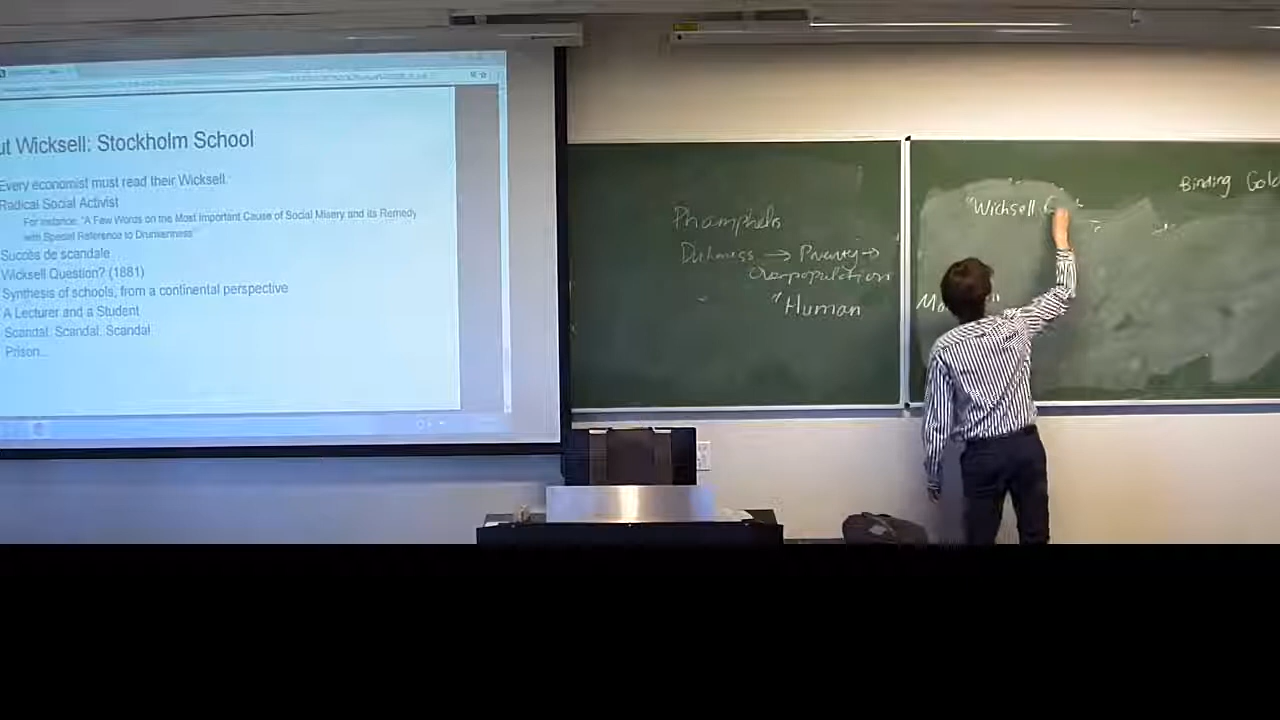 ut Wicksell: Stockholm School
Every economist must read their Wicksell.
Radical Social Activist
For instance: "A Few Words on the Most Important Cause of Social Misery and its Remedy
with Special Reference to Drunkenness"
Succès de scandale
Wicksell Question? (1881)
Synthesis of schools, from a continental perspective
A Lecturer and a Student
Scandal. Scandal. Scandal
Prison...
Phamphels
→ Poverty →
Overpopulation
"Human
Binding Gold
"Wicksell